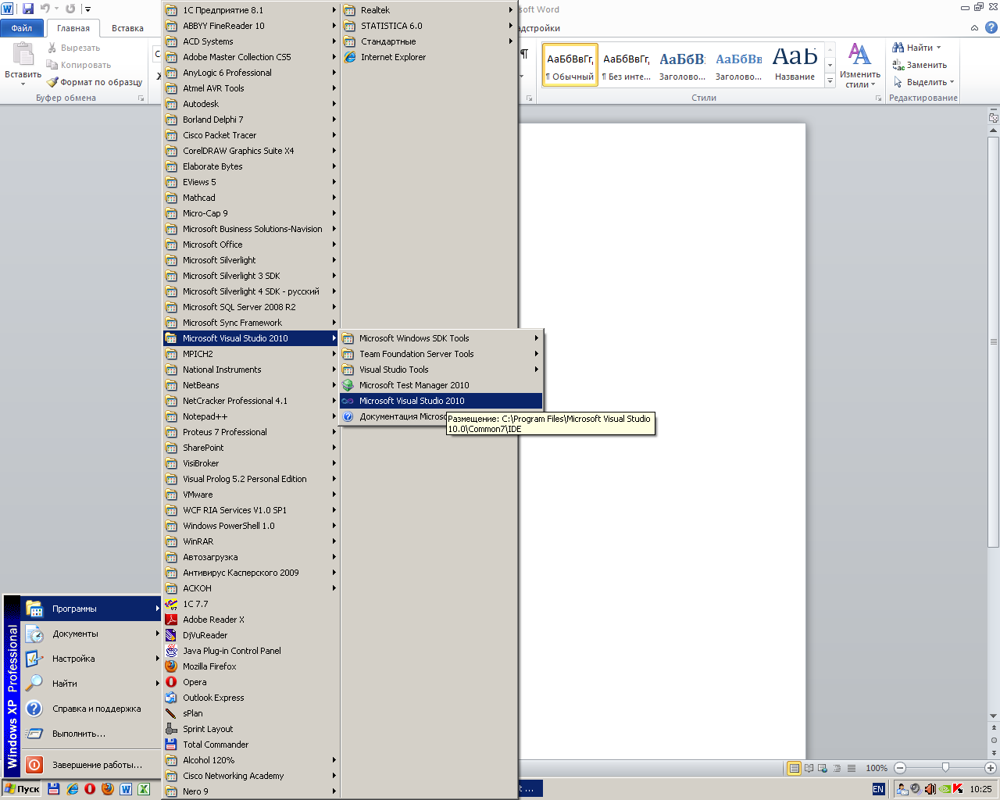 soft Word
Файл
Главная
Вставка
дстройки
Вставить
Вырезать
Копировать
Формат по образцу
Буфер обмена
АаБбВвГг,
¶ Обычный
АаБбВвГг,
¶ Без инте...
АаБбВ:
Заголово...
АаБбВв
Заголово...
АаБ
Название
Изменить
стили
Стили
Найти
Заменить
Выделить
Редактирование
1С Предприятие 8.1
ABBYY FineReader 10
ACD Systems
Adobe Master Collection CS5
AnyLogic 6 Professional
Atmel AVR Tools
Autodesk
Borland Delphi 7
Cisco Packet Tracer
CorelDRAW Graphics Suite X4
Elaborate Bytes
EViews 5
Mathcad
Micro-Cap 9
Microsoft Business Solutions-Navision
Microsoft Office
Microsoft Silverlight
Microsoft Silverlight 3 SDK
Microsoft Silverlight 4 SDK - русский
Microsoft SQL Server 2008 R2
Microsoft Sync Framework
Microsoft Visual Studio 2010
MPICH2
National Instruments
NetBeans
NetCracker Professional 4.1
Notepad++
Proteus 7 Professional
SharePoint
VisiBroker
Visual Prolog 5.2 Personal Edition
VMware
WCF RIA Services V1.0 SP1
Windows PowerShell 1.0
WinRAR
Автозагрузка
Антивирус Касперского 2009
АСКОН
1С 7.7
Adobe Reader X
DjVuReader
Java Plug-in Control Panel
Mozilla Firefox
Opera
Outlook Express
sPlan
Sprint Layout
Total Commander
Alcohol 120%
Cisco Networking Academy
Nero 9
Realtek
STATISTICA 6.0
Стандартные
Internet Explorer
Microsoft Windows SDK Tools
Team Foundation Server Tools
Visual Studio Tools
Microsoft Test Manager 2010
Microsoft Visual Studio 2010
Документация Microso
Размещение: C:\Program Files\Microsoft Visual Studio
10.0\Common7\IDE
Windows XP Professional
Программы
Документы
Настройка
Найти
Справка и поддержка
Выполнить...
Завершение работы...
100%
Пуск
t ...
EN
10:25